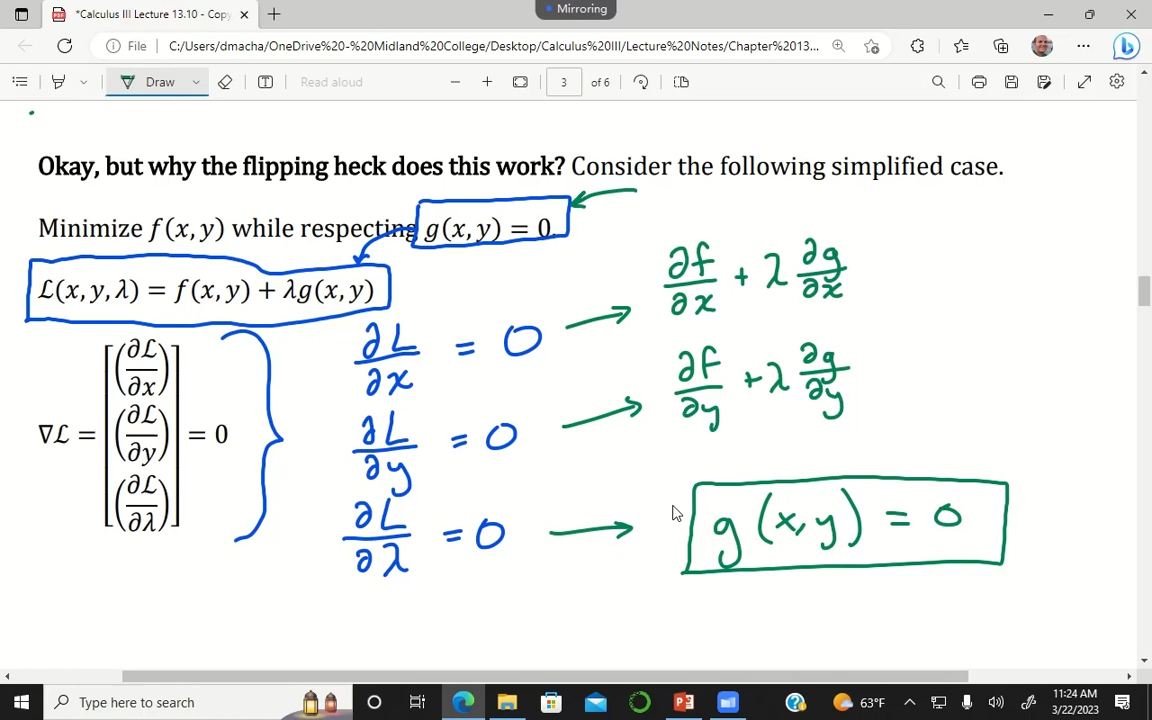 Mirroring
*Calculus III Lecture 13.10 - Copy
File C:/Users/dmacha/OneDrive%20-%20Midland%20College/Desktop/Calculus%20III/Lecture%20Notes/Chapter%2013...
Draw Read aloud 3 of 6
Okay, but why the flipping heck does this work? Consider the following simplified case.
Minimize f(x, y) while respecting g(x, y) = 0.
ℒ(x, y, λ) = f(x, y) + λg(x, y)
∂f/∂x + λ ∂g/∂x
∂L/∂x = 0
∂f/∂y + λ ∂g/∂y
∇ℒ = [(∂ℒ/∂x) (∂ℒ/∂y) (∂ℒ/∂λ)] = 0
∂L/∂y = 0
∂L/∂λ = 0
g(x,y) = 0
Type here to search
63°F
11:24 AM
3/22/2023